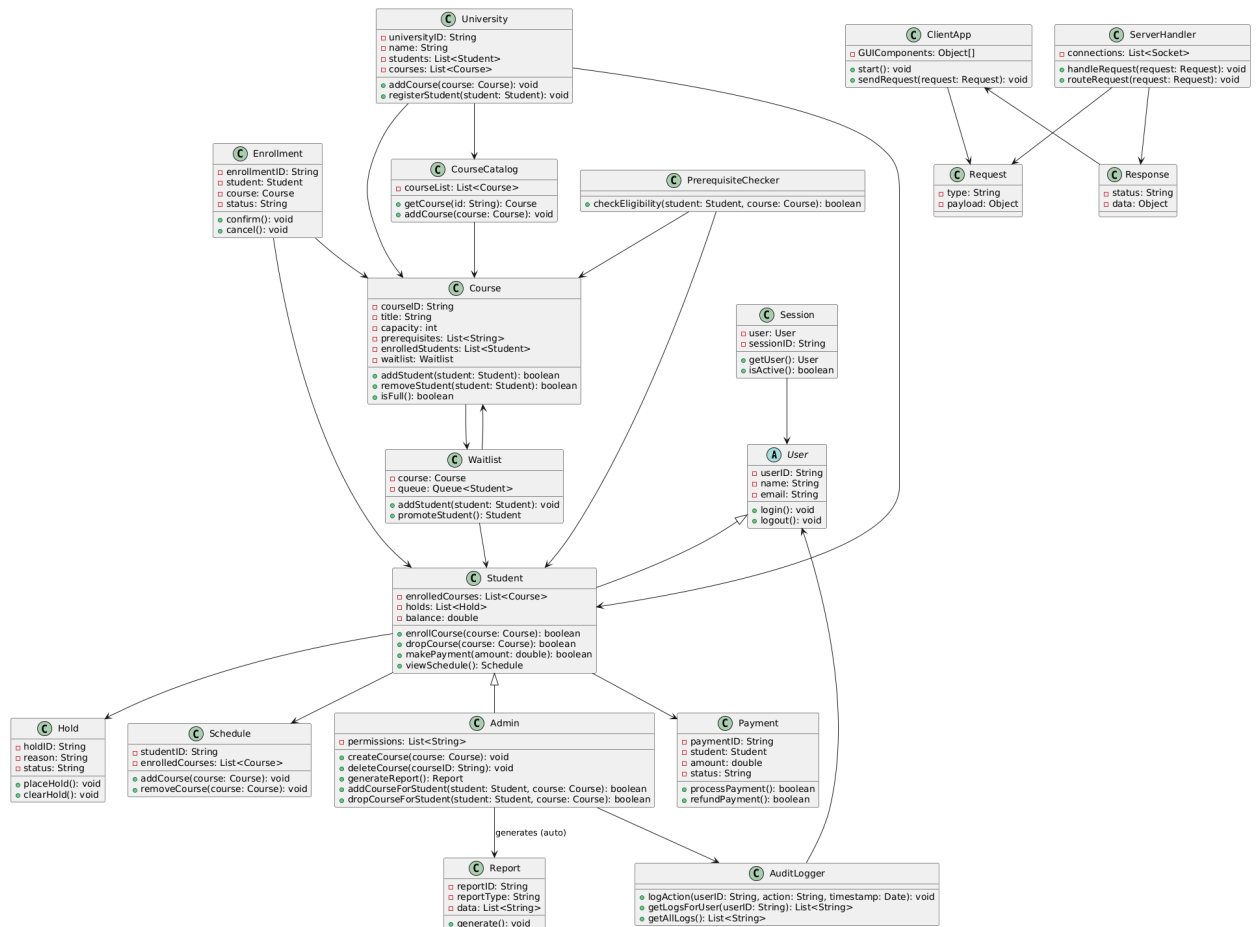 C University
universityID: String
name: String
students: List<Student>
courses: List<Course>
addCourse(course: Course): void
registerStudent(student: Student): void
C ClientApp
GUIComponents: Object[]
start(): void
sendRequest(request: Request): void
C ServerHandler
connections: List<Socket>
handleRequest(request: Request): void
routeRequest(request: Request): void
C Enrollment
enrollmentID: String
student: Student
course: Course
status: String
confirm(): void
cancel(): void
C CourseCatalog
courseList: List<Course>
getCourse(id: String): Course
addCourse(course: Course): void
C PrerequisiteChecker
checkEligibility(student: Student, course: Course): boolean
C Request
type: String
payload: Object
C Response
status: String
data: Object
C Course
courseID: String
title: String
capacity: int
prerequisites: List<String>
enrolledStudents: List<Student>
waitlist: Waitlist
addStudent(student: Student): boolean
removeStudent(student: Student): boolean
isFull(): boolean
C Session
user: User
sessionID: String
getUser(): User
isActive(): boolean
C Waitlist
course: Course
queue: Queue<Student>
addStudent(student: Student): void
promoteStudent(): Student
A User
userID: String
name: String
email: String
login(): void
logout(): void
C Student
enrolledCourses: List<Course>
holds: List<Hold>
balance: double
enrollCourse(course: Course): boolean
dropCourse(course: Course): boolean
makePayment(amount: double): boolean
viewSchedule(): Schedule
C Hold
holdID: String
reason: String
status: String
placeHold(): void
clearHold(): void
C Schedule
studentID: String
enrolledCourses: List<Course>
addCourse(course: Course): void
removeCourse(course: Course): void
C Admin
permissions: List<String>
createCourse(course: Course): void
deleteCourse(courseID: String): void
generateReport(): Report
addCourseForStudent(student: Student, course: Course): boolean
dropCourseForStudent(student: Student, course: Course): boolean
C Payment
paymentID: String
student: Student
amount: double
status: String
processPayment(): boolean
refundPayment(): boolean
generates (auto)
C Report
reportID: String
reportType: String
data: List<String>
generate(): void
C AuditLogger
logAction(userID: String, action: String, timestamp: Date): void
getLogsForUser(userID: String): List<String>
getAllLogs(): List<String>